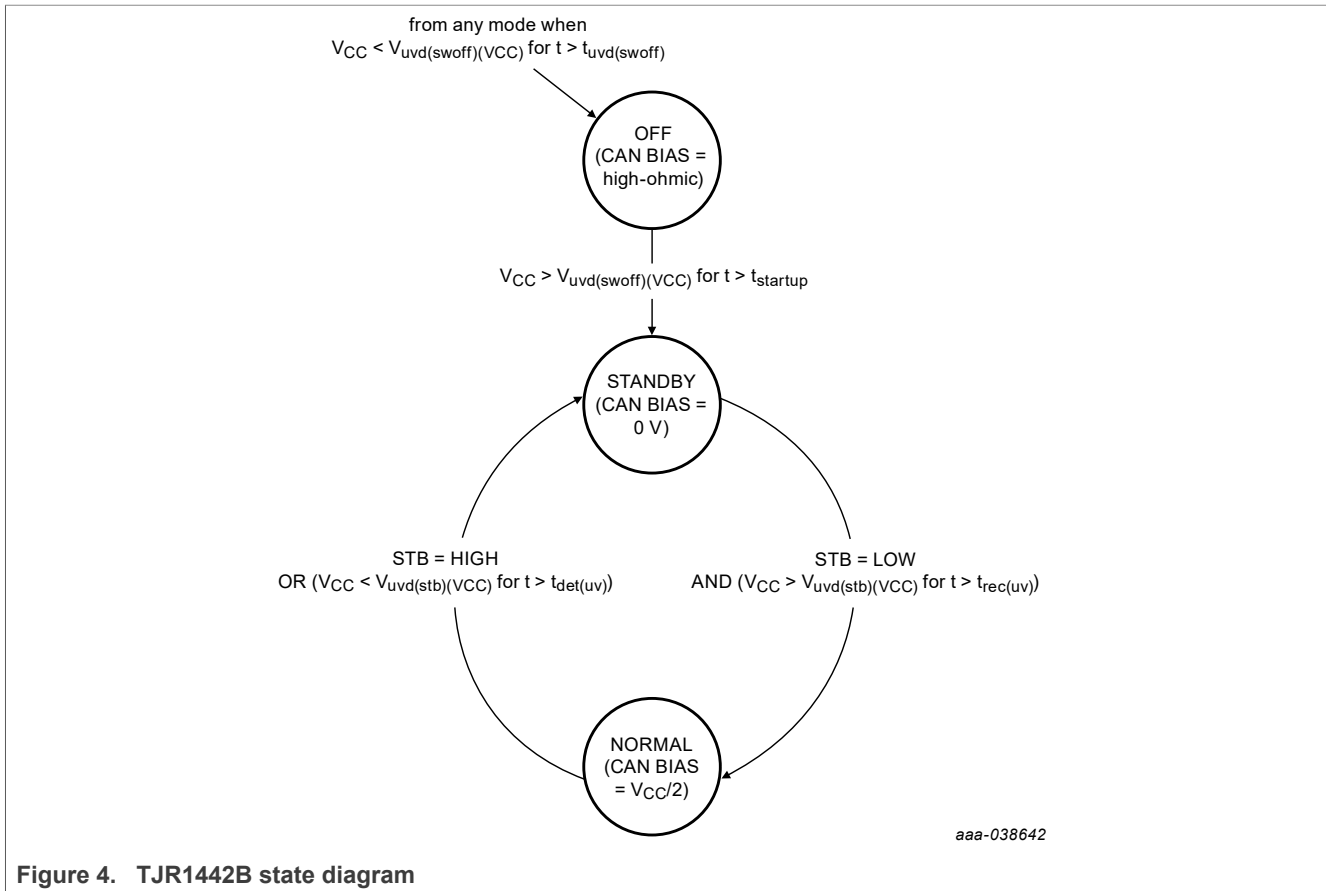 from any mode when
VCC < Vuvd(swoff)(VCC) for t > tuvd(swoff)
OFF
(CAN BIAS =
high-ohmic)
VCC > Vuvd(swoff)(VCC) for t > tstartup
STANDBY
(CAN BIAS =
0 V)
STB = HIGH
OR (VCC < Vuvd(stb)(VCC) for t > tdet(uv))
STB = LOW
AND (VCC > Vuvd(stb)(VCC) for t > trec(uv))
NORMAL
(CAN BIAS
= VCC/2)
aaa-038642
Figure 4. TJR1442B state diagram